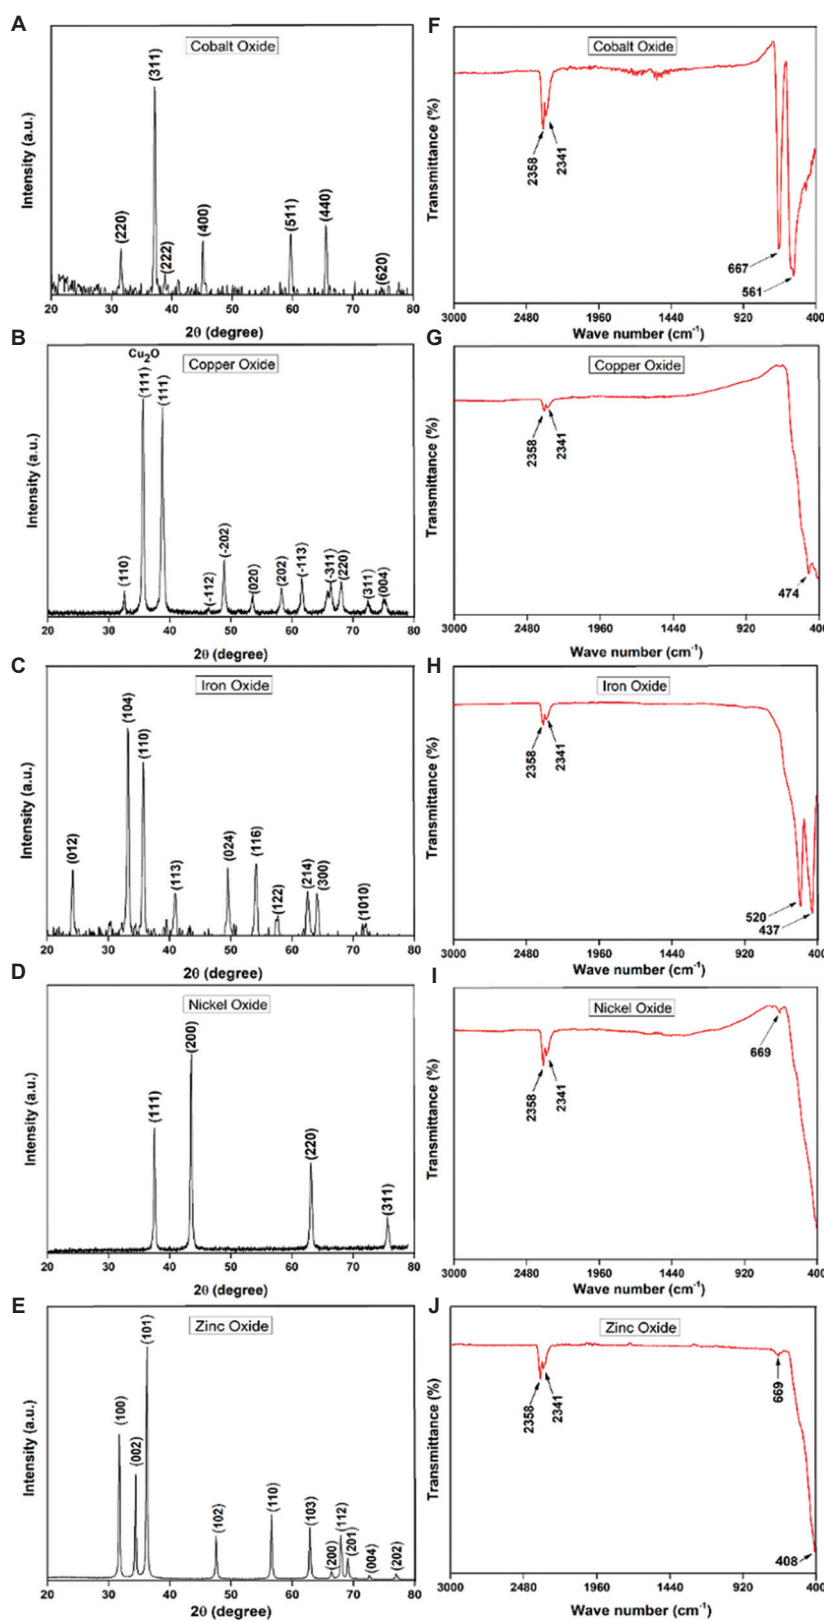 A
Cobalt Oxide
(311)
(220)
(222)
(400)
(511)
(440)
(620)
Intensity (a.u.)
20 30 40 50 60 70 80
2θ (degree)
F
Cobalt Oxide
2358
2341
667
561
Transmittance (%)
3000 2480 1960 1440 920 400
Wave number (cm-1)
B
Cu2O
Copper Oxide
(111)
(111)
(110)
(-112)
(-202)
(020)
(202)
(-113)
(-311)
(220)
(311)
(004)
Intensity (a.u.)
20 30 40 50 60 70 80
2θ (degree)
G
Copper Oxide
2358
2341
474
Transmittance (%)
3000 2480 1960 1440 920 400
Wave number (cm-1)
C
Iron Oxide
(104)
(110)
(012)
(113)
(024)
(116)
(122)
(214)
(300)
(1010)
Intensity (a.u.)
20 30 40 50 60 70 80
2θ (degree)
H
Iron Oxide
2358
2341
520
437
Transmittance (%)
3000 2480 1960 1440 920 400
Wave number (cm-1)
D
Nickel Oxide
(200)
(111)
(220)
(311)
Intensity (a.u.)
20 30 40 50 60 70 80
2θ (degree)
I
Nickel Oxide
669
2358
2341
Transmittance (%)
3000 2480 1960 1440 920 400
Wave number (cm-1)
E
Zinc Oxide
(101)
(100)
(002)
(102)
(110)
(103)
(200)
(112)
(201)
(004)
(202)
Intensity (a.u.)
20 30 40 50 60 70 80
2θ (degree)
J
Zinc Oxide
2358
2341
669
408
Transmittance (%)
3000 2480 1960 1440 920 400
Wave number (cm-1)